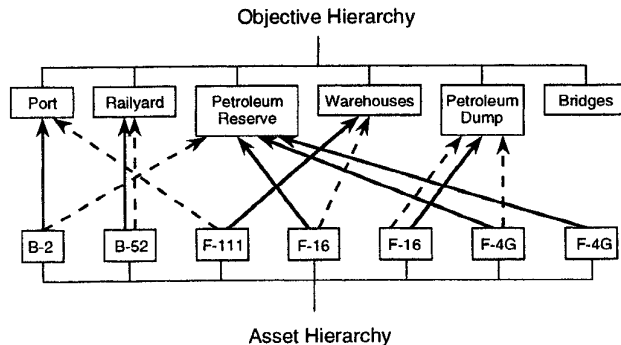 Objective Hierarchy
Port
Railyard
Petroleum
Reserve
Warehouses
Petroleum
Dump
Bridges
B-2
B-52
F-111
F-16
F-16
F-4G
F-4G
Asset Hierarchy